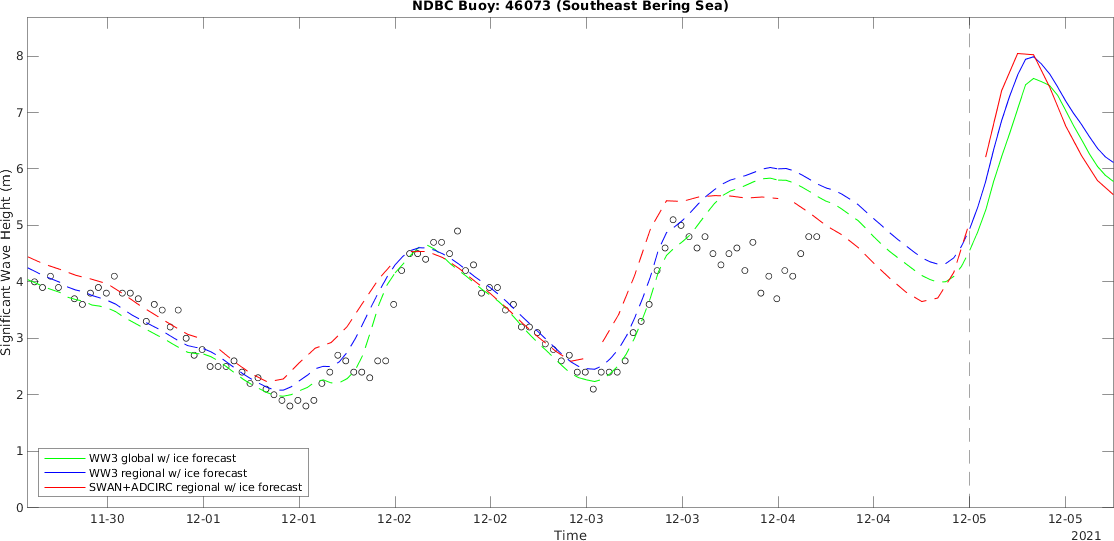 NDBC Buoy: 46073 (Southeast Bering Sea)
Significant Wave Height (m)
8
7
6
5
4
3
2
1
0
WW3 global w/ ice forecast
WW3 regional w/ ice forecast
SWAN+ADCIRC regional w/ ice forecast
11-30 12-01 12-01 12-02 12-02 12-03 12-03 12-04 12-04 12-05 12-05
Time
2021